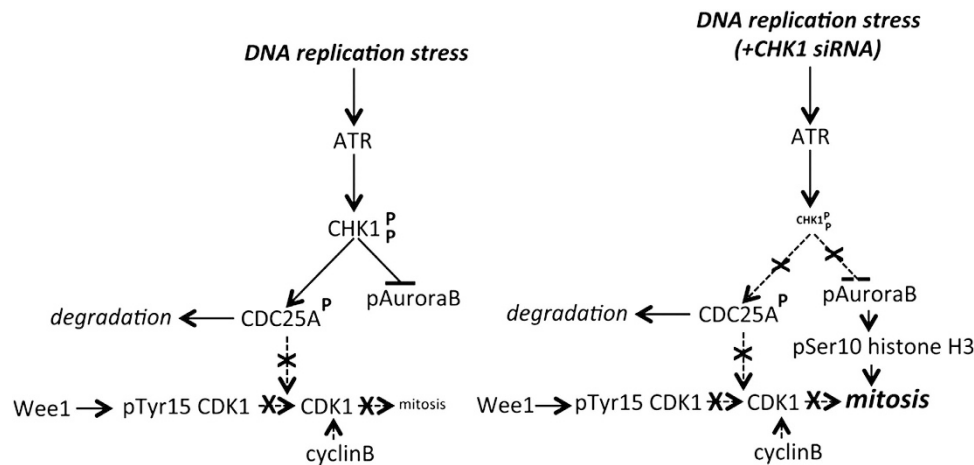 DNA replication stress
ATR
CHK1 P
P
pAuroraB
degradation
CDC25A P
Wee1
pTyr15 CDK1
X
CDK1
X
mitosis
cyclinB
DNA replication stress
(+CHK1 siRNA)
ATR
CHK1 P
P
pAuroraB
degradation
CDC25A P
pSer10 histone H3
Wee1
pTyr15 CDK1
X
CDK1
X
mitosis
cyclinB